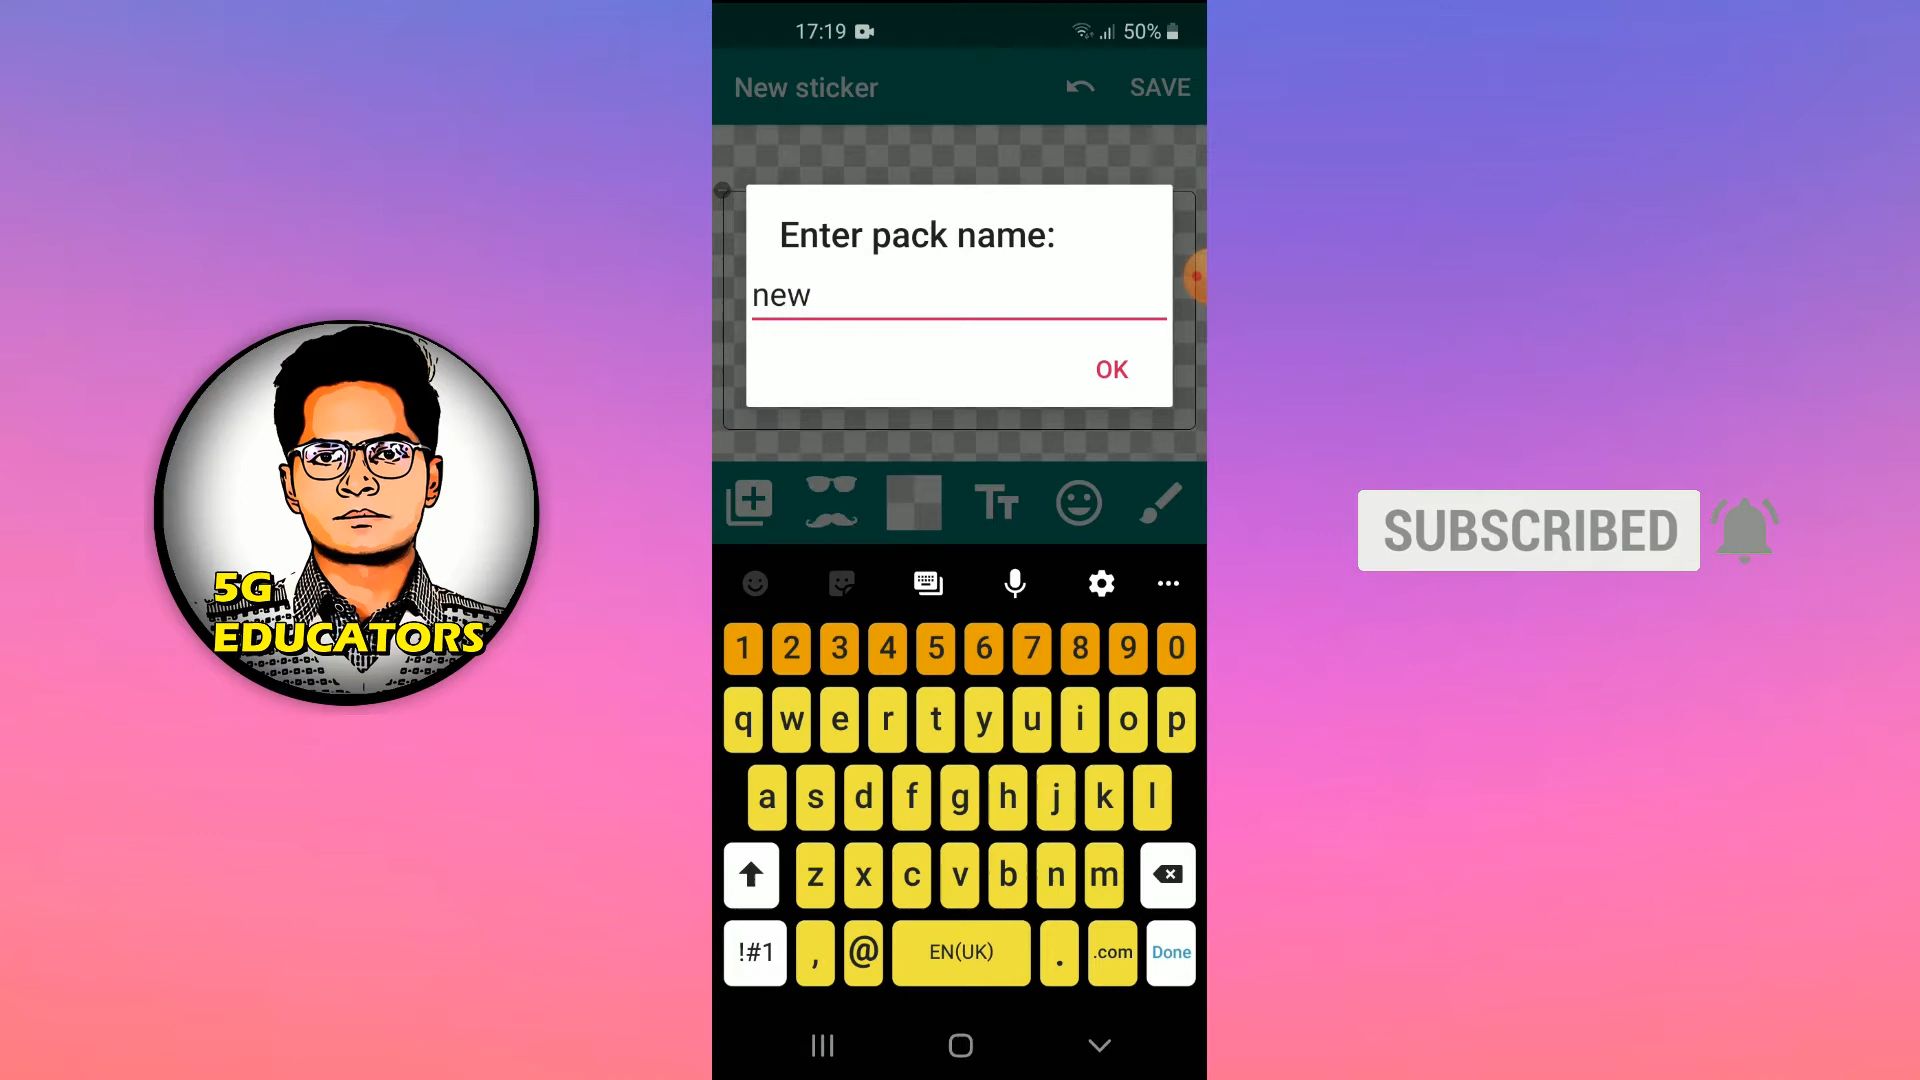 17:19
50%
New sticker
SAVE
Enter pack name:
new
OK
5G
EDUCATORS
SUBSCRIBED
1 2 3 4 5 6 7 8 9 0
q w e r t y u i o p
a s d f g h j k l
z x c v b n m
!#1 , @ EN(UK) . .com Done